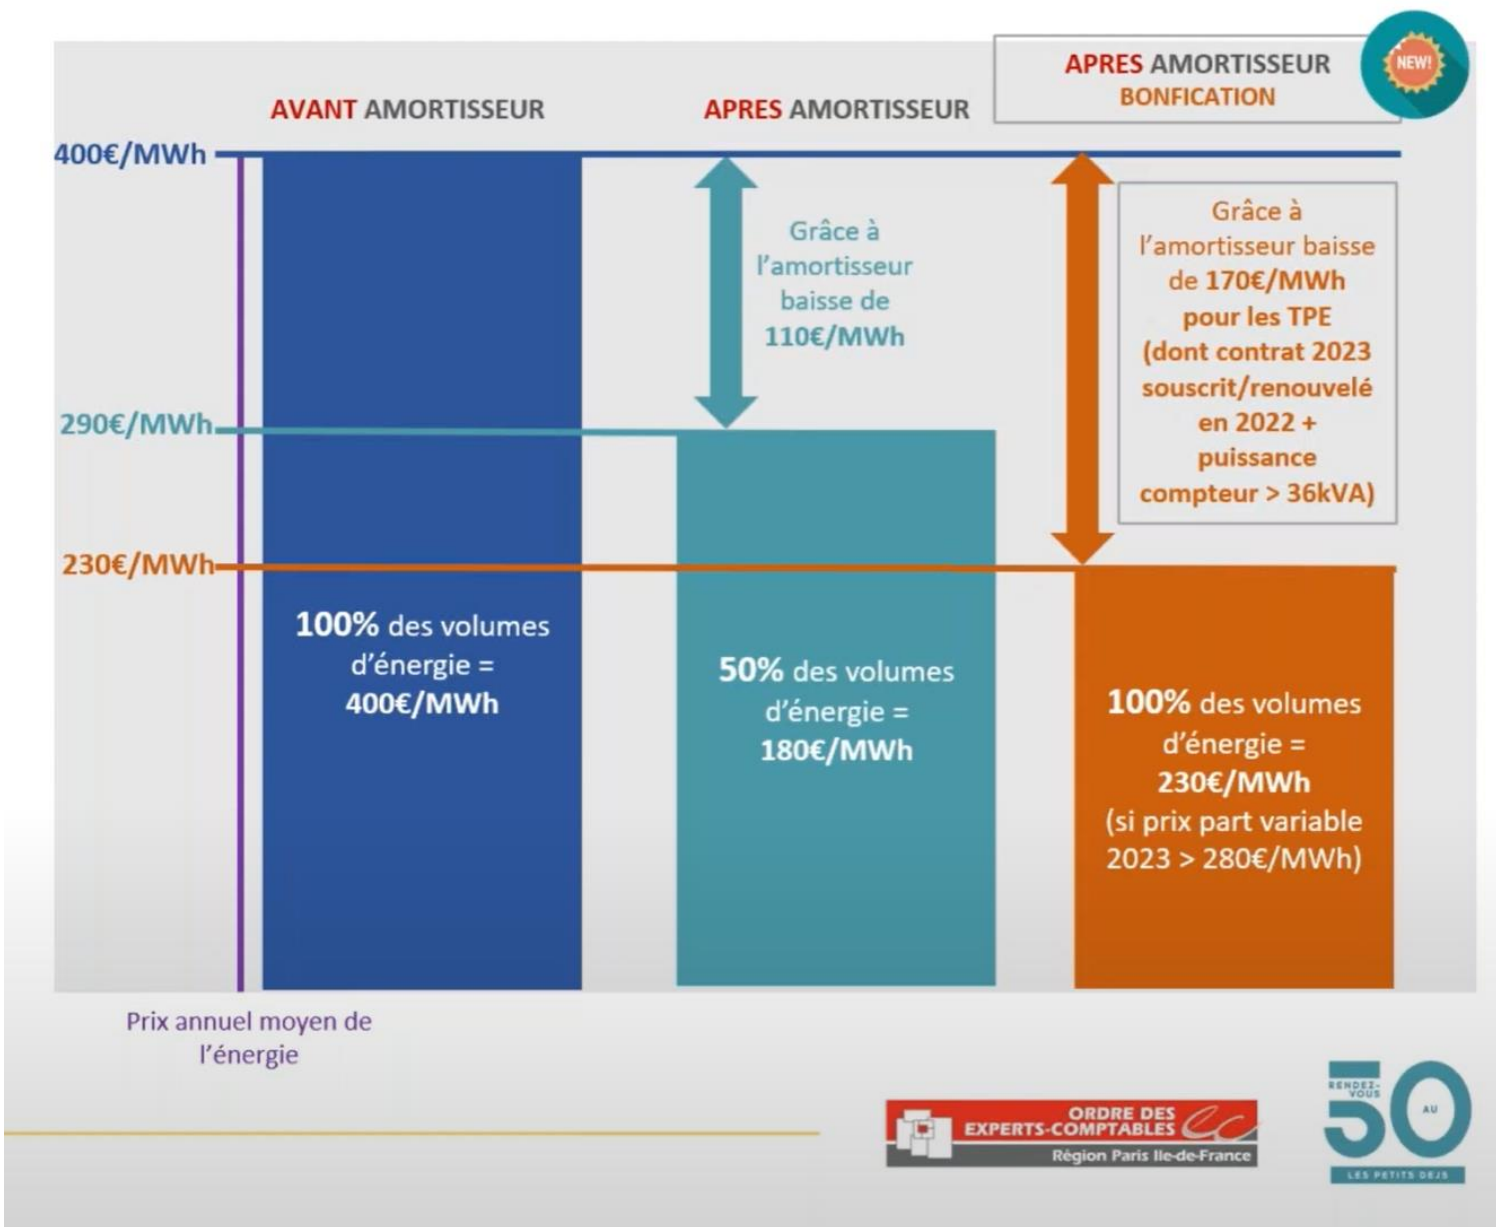 AVANT AMORTISSEUR
APRES AMORTISSEUR
APRES AMORTISSEUR
BONFICATION
NEW!
400€/MWh
290€/MWh
230€/MWh
Grâce à
l’amortisseur
baisse de
110€/MWh
Grâce à
l’amortisseur baisse
de 170€/MWh
pour les TPE
(dont contrat 2023
souscrit/renouvelé
en 2022 +
puissance
compteur > 36kVA)
100% des volumes
d’énergie =
400€/MWh
50% des volumes
d’énergie =
180€/MWh
100% des volumes
d’énergie =
230€/MWh
(si prix part variable
2023 > 280€/MWh)
Prix annuel moyen de
l’énergie
ORDRE DES
EXPERTS-COMPTABLES
Région Paris Ile-de-France
50
RENDEZ-
VOUS
AU
LES PETITS DEJS